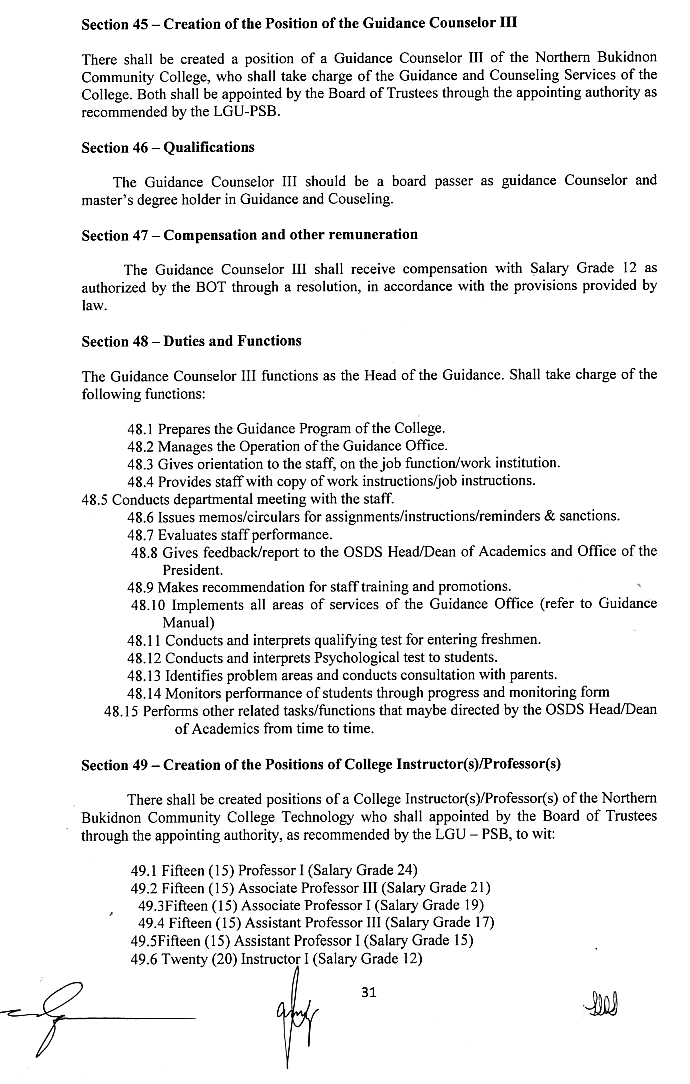 Section 45 – Creation of the Position of the Guidance Counselor III
There shall be created a position of a Guidance Counselor III of the Northern Bukidnon
Community College, who shall take charge of the Guidance and Counseling Services of the
College. Both shall be appointed by the Board of Trustees through the appointing authority as
recommended by the LGU-PSB.
Section 46 – Qualifications
The Guidance Counselor III should be a board passer as guidance Counselor and
master's degree holder in Guidance and Couseling.
Section 47 – Compensation and other remuneration
The Guidance Counselor III shall receive compensation with Salary Grade 12 as
authorized by the BOT through a resolution, in accordance with the provisions provided by
law.
Section 48 – Duties and Functions
The Guidance Counselor III functions as the Head of the Guidance. Shall take charge of the
following functions:
48.1 Prepares the Guidance Program of the College.
48.2 Manages the Operation of the Guidance Office.
48.3 Gives orientation to the staff, on the job function/work institution.
48.4 Provides staff with copy of work instructions/job instructions.
48.5 Conducts departmental meeting with the staff.
48.6 Issues memos/circulars for assignments/instructions/reminders & sanctions.
48.7 Evaluates staff performance.
48.8 Gives feedback/report to the OSDS Head/Dean of Academics and Office of the
President.
48.9 Makes recommendation for staff training and promotions.
48.10 Implements all areas of services of the Guidance Office (refer to Guidance
Manual)
48.11 Conducts and interprets qualifying test for entering freshmen.
48.12 Conducts and interprets Psychological test to students.
48.13 Identifies problem areas and conducts consultation with parents.
48.14 Monitors performance of students through progress and monitoring form
48.15 Performs other related tasks/functions that maybe directed by the OSDS Head/Dean
of Academics from time to time.
Section 49 – Creation of the Positions of College Instructor(s)/Professor(s)
There shall be created positions of a College Instructor(s)/Professor(s) of the Northern
Bukidnon Community College Technology who shall appointed by the Board of Trustees
through the appointing authority, as recommended by the LGU – PSB, to wit:
49.1 Fifteen (15) Professor I (Salary Grade 24)
49.2 Fifteen (15) Associate Professor III (Salary Grade 21)
49.3Fifteen (15) Associate Professor I (Salary Grade 19)
49.4 Fifteen (15) Assistant Professor III (Salary Grade 17)
49.5Fifteen (15) Assistant Professor I (Salary Grade 15)
49.6 Twenty (20) Instructor I (Salary Grade 12)
31